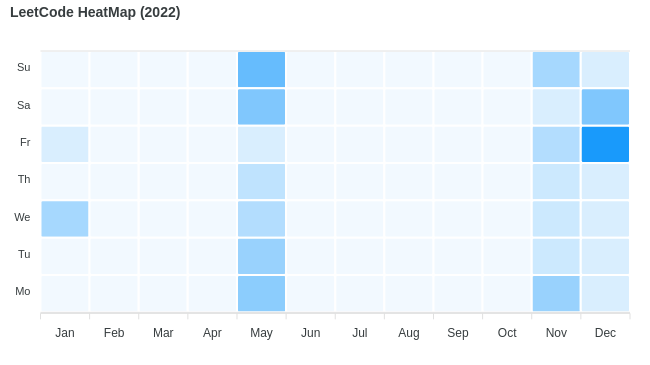 LeetCode HeatMap (2022)
Su
Sa
Fr
Th
We
Tu
Mo
Jan Feb Mar Apr May Jun Jul Aug Sep Oct Nov Dec